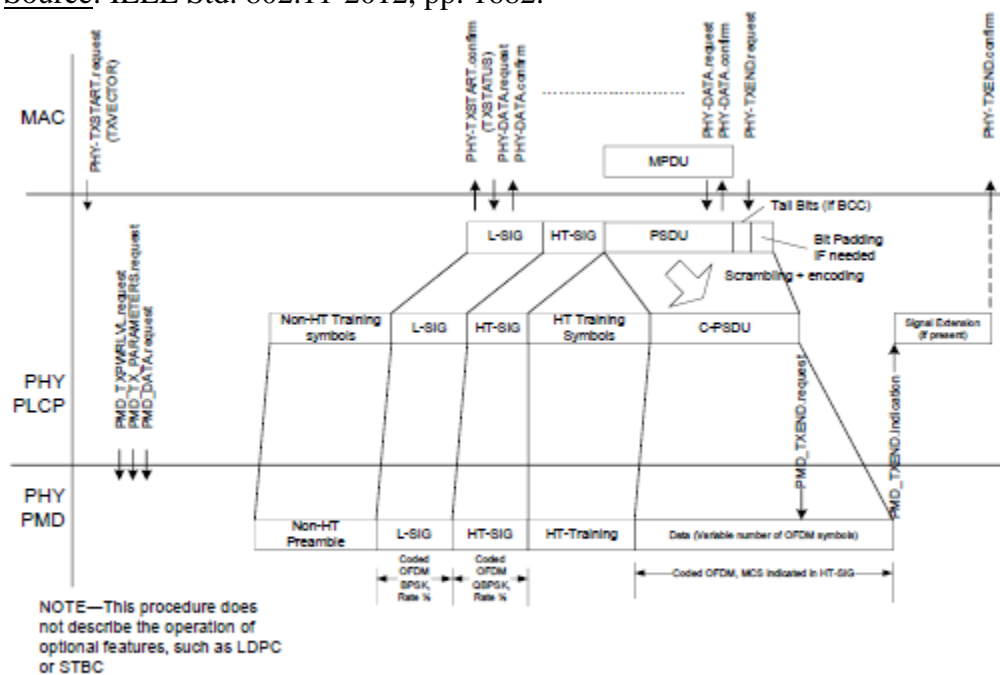 Source: IEEE Std. 802.11-2012, pp. 1682.
MAC
PHY-TXSTART.request
(TXVECTOR)
PHY-TXSTART.confirm
(TXSTATUS)
PHY-DATA.request
PHY-DATA.confirm
PHY-DATA.request
PHY-DATA.confirm
PHY-TXEND.request
PHY-TXEND.confirm
MPDU
Tail Bits (if BCC)
L-SIG
HT-SIG
PSDU
Bit Padding
IF needed
Scrambling + encoding
PHY
PLCP
PMD_TXPWRLVL.request
PMD_TX_PARAMETERS.request
PMD_DATA.request
Non-HT Training
symbols
L-SIG
HT-SIG
HT Training
Symbols
C-PSDU
Signal Extension
(if present)
PMD_TXEND.request
PMD_TXEND.indication
PHY
PMD
Non-HT
Preamble
L-SIG
HT-SIG
HT-Training
Data (Variable number of OFDM symbols)
Coded
OFDM
BPSK,
Rate
Coded
OFDM
QBPSK,
Rate
Coded OFDM, MCS indicated in HT-SIG
NOTE—This procedure does
not describe the operation of
optional features, such as LDPC
or STBC